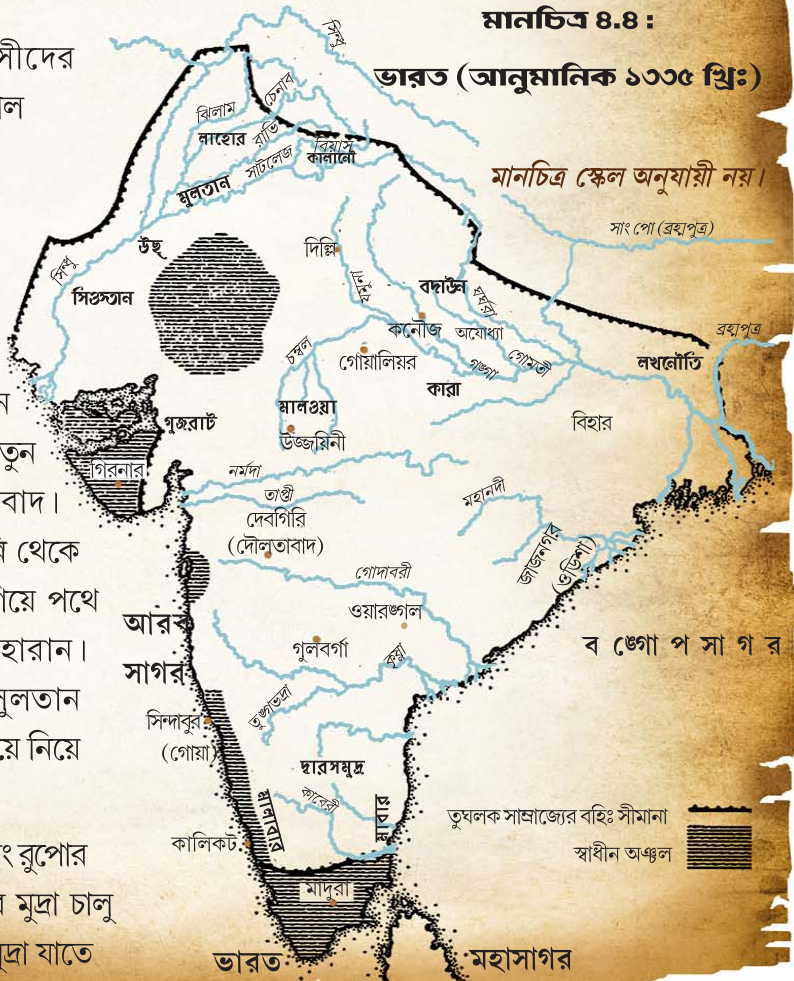 মানচিত্র ৪.৪ :
ভারত (আনুমানিক ১৩৩৫ খ্রিঃ)
মানচিত্র স্কেল অনুযায়ী নয়।
সীদের
ল
সিন্ধু
চেনাব
ঝিলাম
লাহোর
রাভি
বিয়াস
কালানৌ
সাটলেজ
মুলতান
সাংপো (ব্রহ্মপুত্র)
উছ্
দিল্লি
সিন্ধু
সিওস্তান
যমুনা
বদাউন
ঘর্ঘরা
কনৌজ
অযোধ্যা
ব্রহ্মপুত্র
চম্বল
গোয়ালিয়র
গঙ্গা
গোমতী
লখনৌতি
কারা
ন
গুজরাট
মালওয়া
বিহার
উজ্জয়িনী
তুন
গিরনার
নর্মদা
বাদ।
তাপ্তী
মহানদী
দেবগিরি
(দৌলতাবাদ)
জাজনগর
(ওড়িশা)
থেকে
গোদাবরী
য়ে পথে
ওয়ারঙ্গল
আরব
সাগর
হারান।
গুলবর্গা
কৃষ্ণা
ব ঙ্গো প সা গ র
সুলতান
তুঙ্গভদ্রা
সিন্দাবুর
(গোয়া)
য়ে নিয়ে
দ্বারসমুদ্র
কাবেরী
মালাবার
মাবার
তুঘলক সাম্রাজ্যের বহিঃ সীমানা
স্বাধীন অঞ্চল
কালিকট
ং রুপোর
মাদুরা
র মুদ্রা চালু
মুদ্রা যাতে
ভারত মহাসাগর